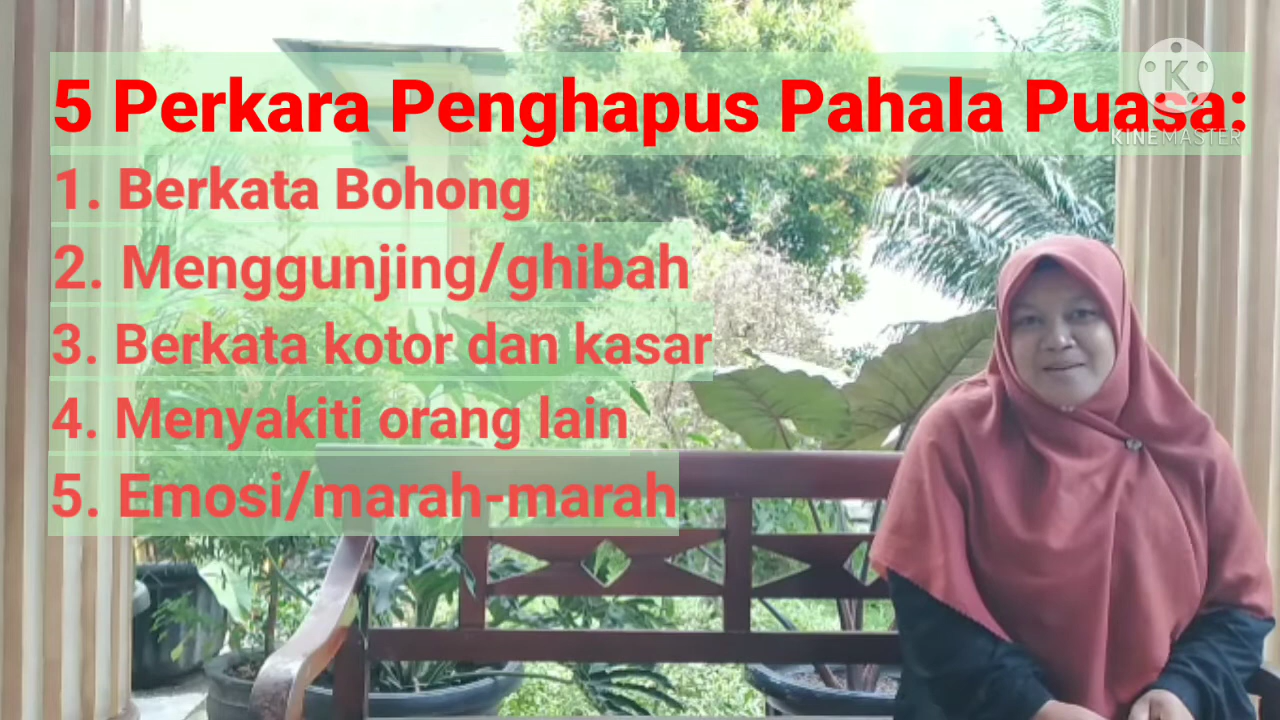 5 Perkara Penghapus Pahala Puasa:
1. Berkata Bohong
2. Menggunjing/ghibah
3. Berkata kotor dan kasar
4. Menyakiti orang lain
5. Emosi/marah-marah
K
KINEMASTER